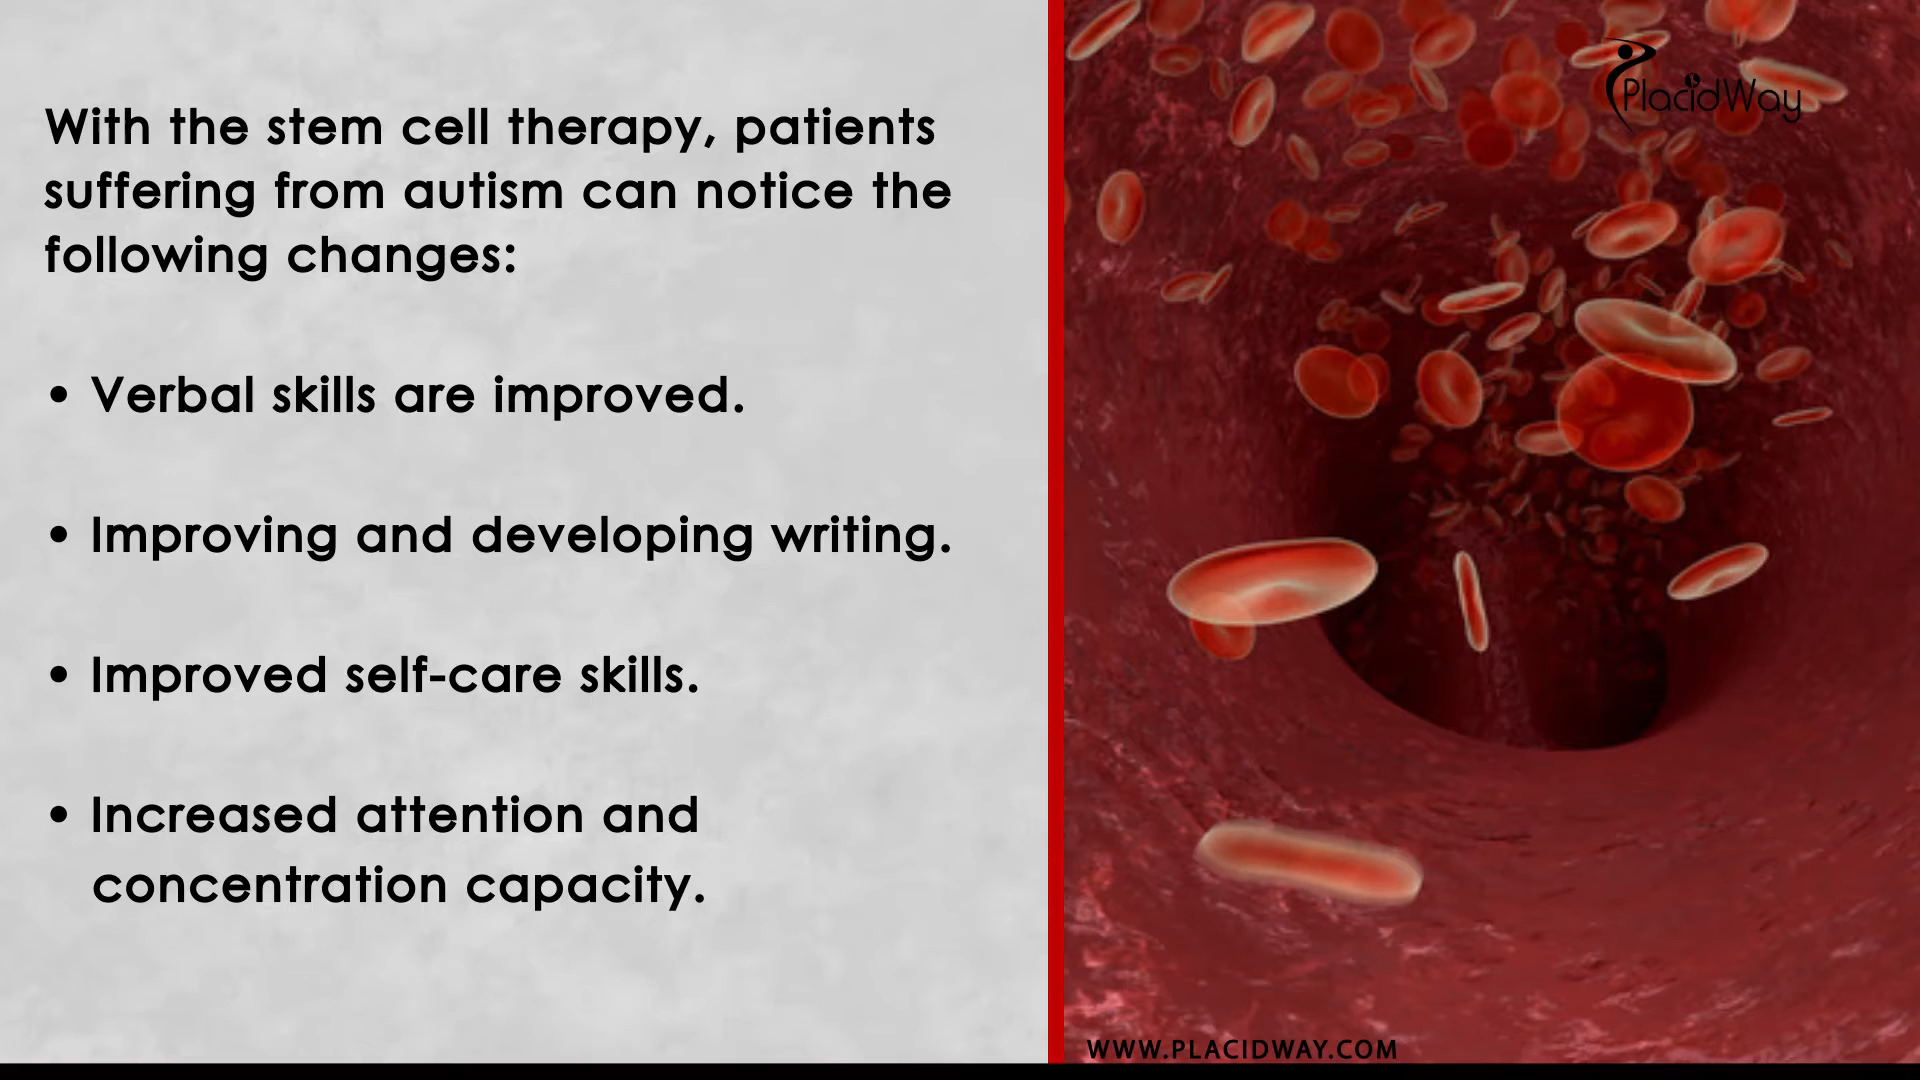 With the stem cell therapy, patients
suffering from autism can notice the
following changes:
• Verbal skills are improved.
• Improving and developing writing.
• Improved self-care skills.
• Increased attention and
concentration capacity.
PlacidWay
WWW.PLACIDWAY.COM